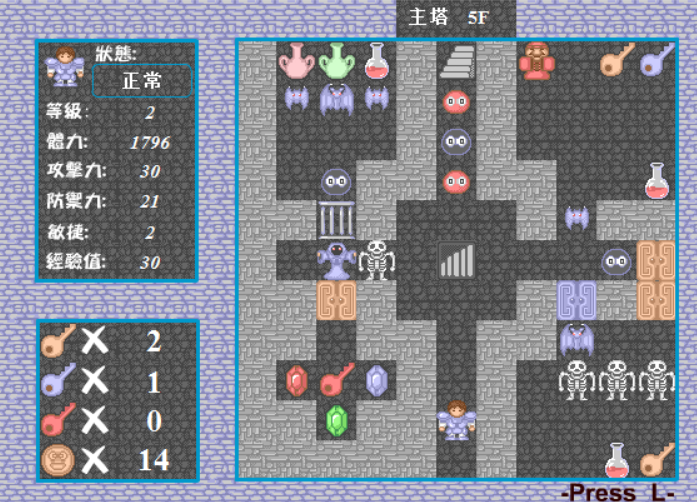 主塔 5F
狀態:
正常
等級: 2
體力: 1796
攻擊力: 30
防禦力: 21
敏捷: 2
經驗值: 30
2
1
0
14
-Press L-